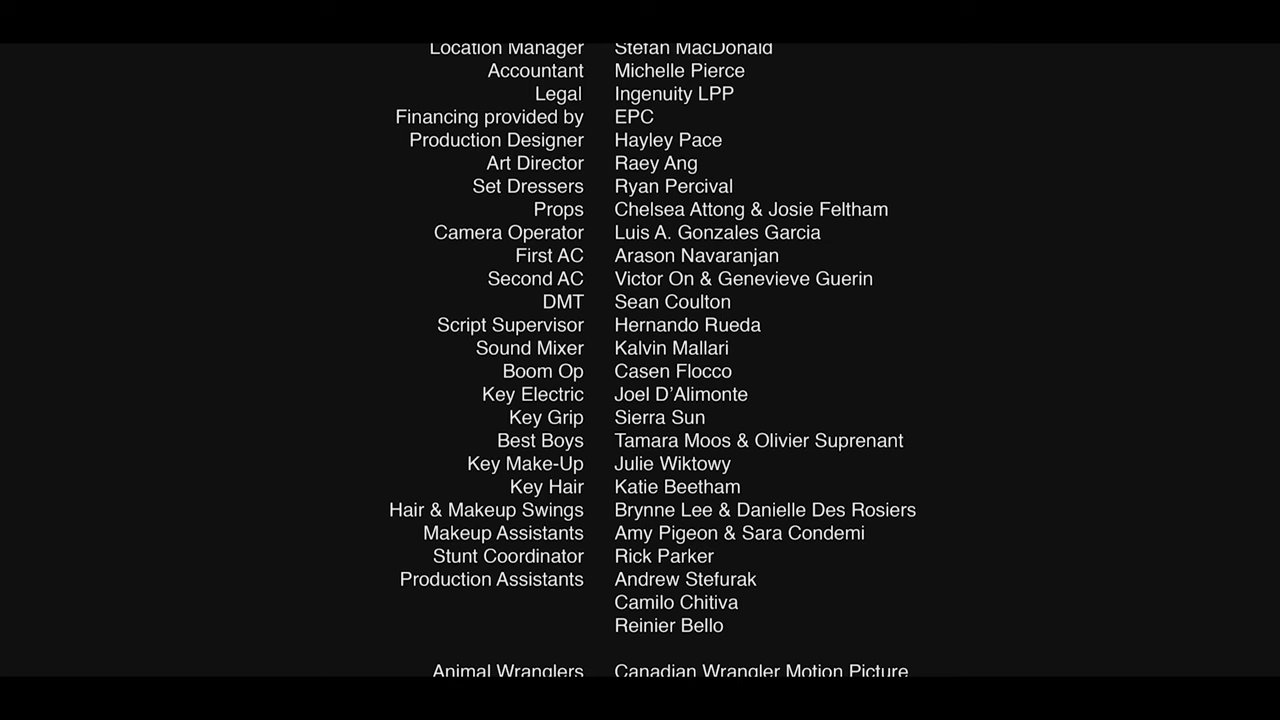 Location Manager Stefan MacDonald
Accountant Michelle Pierce
Legal Ingenuity LPP
Financing provided by EPC
Production Designer Hayley Pace
Art Director Raey Ang
Set Dressers Ryan Percival
Props Chelsea Attong & Josie Feltham
Camera Operator Luis A. Gonzales Garcia
First AC Arason Navaranjan
Second AC Victor On & Genevieve Guerin
DMT Sean Coulton
Script Supervisor Hernando Rueda
Sound Mixer Kalvin Mallari
Boom Op Casen Flocco
Key Electric Joel D’Alimonte
Key Grip Sierra Sun
Best Boys Tamara Moos & Olivier Suprenant
Key Make-Up Julie Wiktowy
Key Hair Katie Beetham
Hair & Makeup Swings Brynne Lee & Danielle Des Rosiers
Makeup Assistants Amy Pigeon & Sara Condemi
Stunt Coordinator Rick Parker
Production Assistants Andrew Stefurak
Camilo Chitiva
Reinier Bello
Animal Wranglers Canadian Wrangler Motion Picture